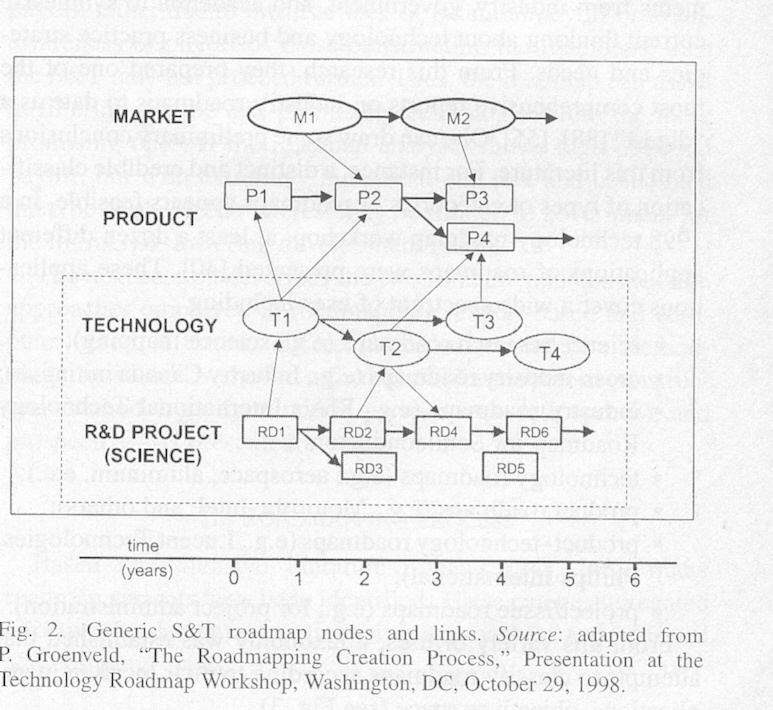 MARKET M1 M2
P1 P2 P3
PRODUCT
P4
TECHNOLOGY T1 T3
T2 T4
R&D PROJECT RD1 RD2 RD4 RD6
(SCIENCE) RD3 RD5
time
(years)
0 1 2 3 4 5 6
Fig. 2. Generic S&T roadmap nodes and links. Source: adapted from
P. Groenveld, “The Roadmapping Creation Process,” Presentation at the
Technology Roadmap Workshop, Washington, DC, October 29, 1998.